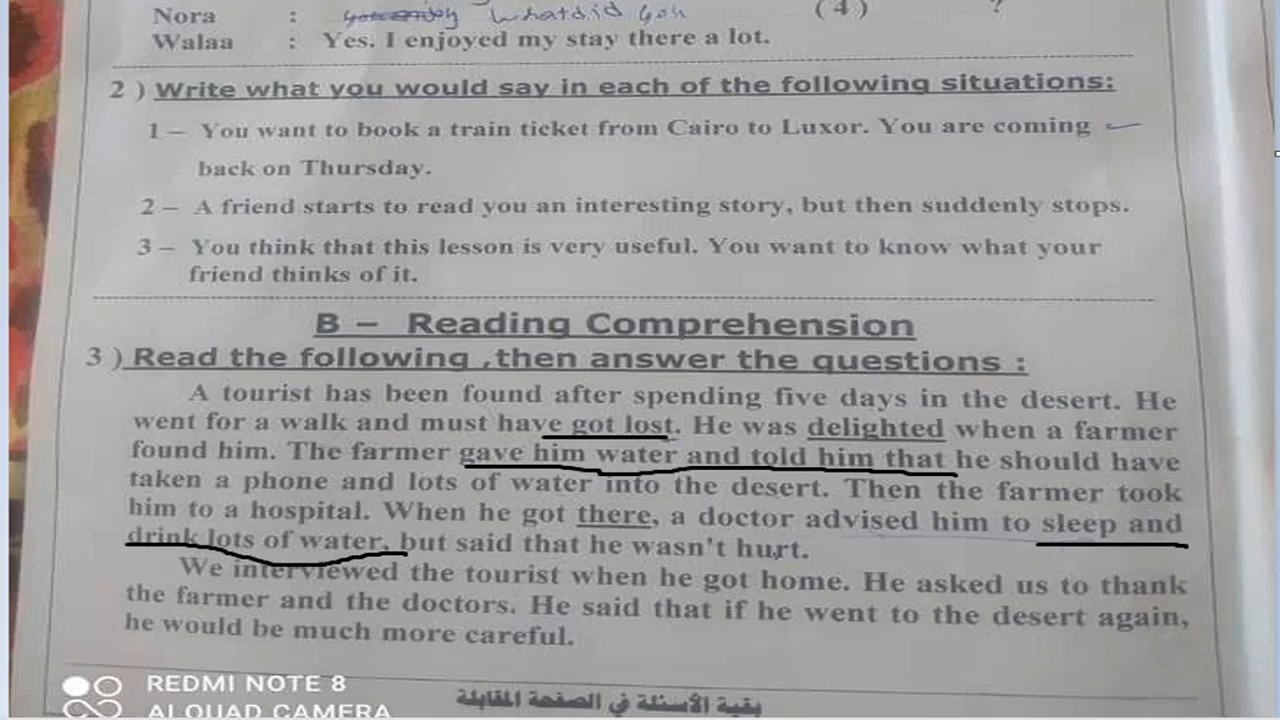 Nora : you enjoy what did you ( 4 ) ?
Walaa : Yes. I enjoyed my stay there a lot.
2 ) Write what you would say in each of the following situations:
1 – You want to book a train ticket from Cairo to Luxor. You are coming
back on Thursday.
2 – A friend starts to read you an interesting story, but then suddenly stops.
3 – You think that this lesson is very useful. You want to know what your
friend thinks of it.
B – Reading Comprehension
3 ) Read the following ,then answer the questions :
A tourist has been found after spending five days in the desert. He
went for a walk and must have got lost. He was delighted when a farmer
found him. The farmer gave him water and told him that he should have
taken a phone and lots of water into the desert. Then the farmer took
him to a hospital. When he got there, a doctor advised him to sleep and
drink lots of water, but said that he wasn't hurt.
We interviewed the tourist when he got home. He asked us to thank
the farmer and the doctors. He said that if he went to the desert again,
he would be much more careful.
بقية الأسئلة في الصفحة المقابلة
REDMI NOTE 8
AI QUAD CAMERA